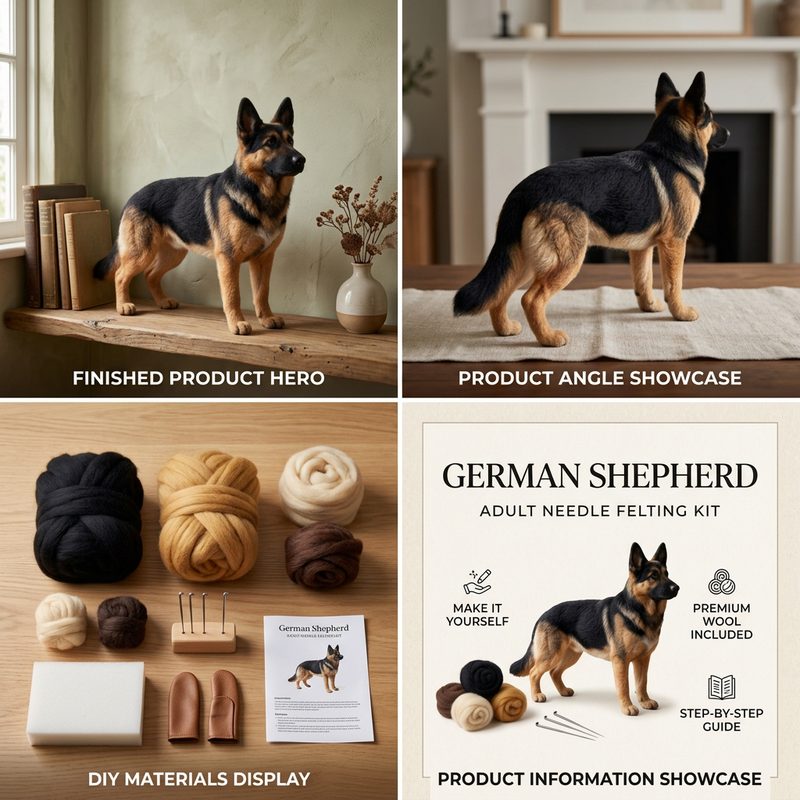 FINISHED PRODUCT HERO
PRODUCT ANGLE SHOWCASE
German Shepherd
DIY MATERIALS DISPLAY
GERMAN SHEPHERD
ADULT NEEDLE FELTING KIT
MAKE IT
YOURSELF
PREMIUM
WOOL
INCLUDED
STEP-BY-STEP
GUIDE
PRODUCT INFORMATION SHOWCASE